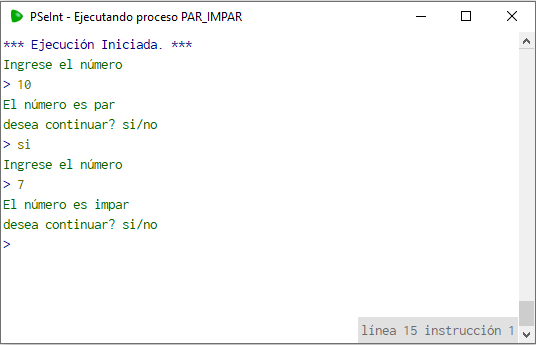 PSeInt - Ejecutando proceso PAR_IMPAR
*** Ejecución Iniciada. ***
Ingrese el número
> 10
El número es par
desea continuar? si/no
> si
Ingrese el número
> 7
El número es impar
desea continuar? si/no
>
línea 15 instrucción 1